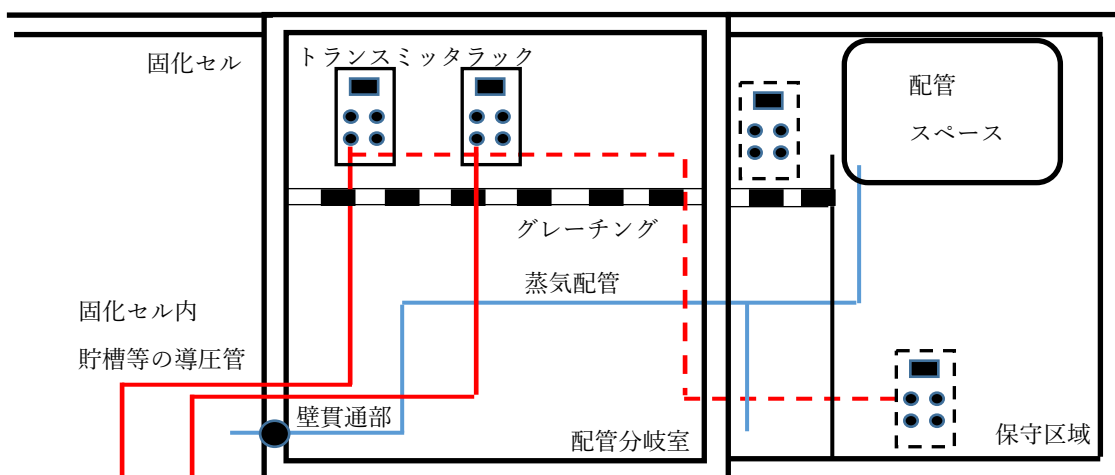 固化セル
トランスミッタラック
配管
スペース
グレーチング
蒸気配管
固化セル内
貯槽等の導圧管
壁貫通部
配管分岐室
保守区域